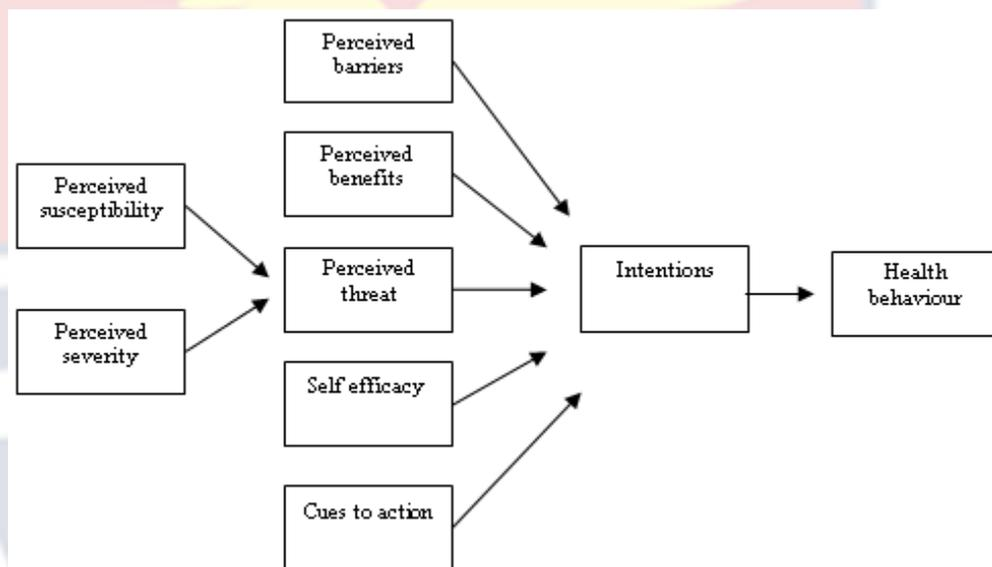 Perceived
barriers
Perceived
benefits
Perceived
susceptibility
Perceived
threat
Intentions
Health
behaviour
Perceived
severity
Self efficacy
Cues to action